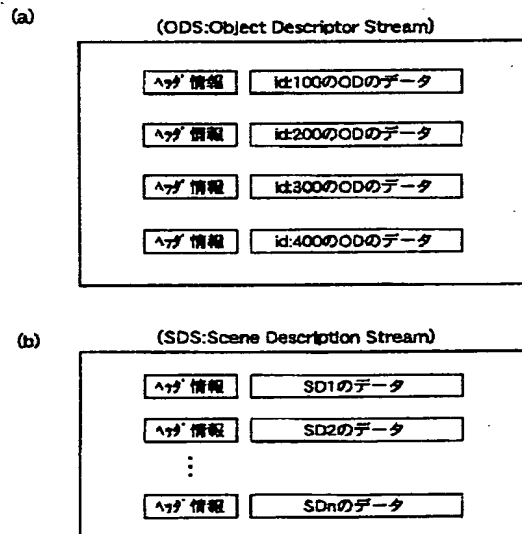 (a)
(ODS:Object Descriptor Stream)
ﾍｯﾀﾞ情報 id:100のODのデータ
ﾍｯﾀﾞ情報 id:200のODのデータ
ﾍｯﾀﾞ情報 id:300のODのデータ
ﾍｯﾀﾞ情報 id:400のODのデータ
(b)
(SDS:Scene Description Stream)
ﾍｯﾀﾞ情報 SD1のデータ
ﾍｯﾀﾞ情報 SD2のデータ
⋮
ﾍｯﾀﾞ情報 SDnのデータ